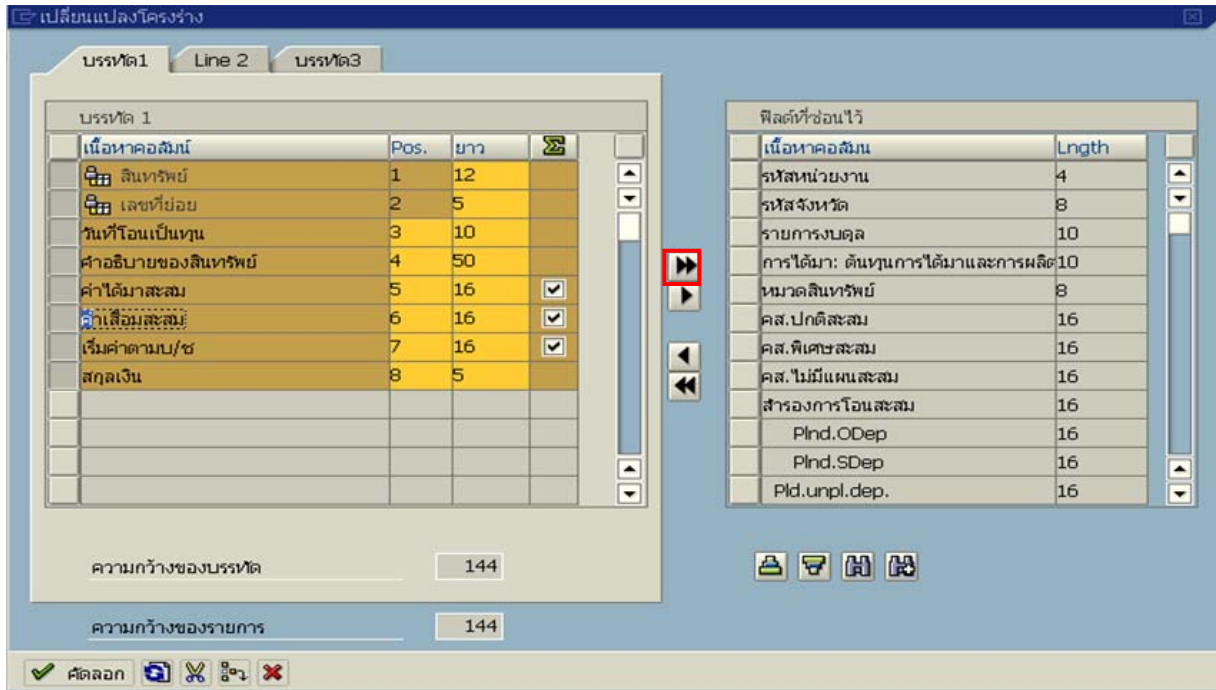 เปลี่ยนแปลงโครงร่าง
บรรทัด1 Line 2 บรรทัด3
บรรทัด 1
เนื้อหาคอลัมน์ Pos. ยาว Σ
สินทรัพย์ 1 12
เลขที่ย่อย 2 5
วันที่โอนเป็นทุน 3 10
คำอธิบายของสินทรัพย์ 4 50
ค่าได้มาสะสม 5 16
ค่าเสื่อมสะสม 6 16
เริ่มค่าตามบ/ช 7 16
สกุลเงิน 8 5
ความกว้างของบรรทัด 144
ความกว้างของรายการ 144
ฟิลด์ที่ซ่อนไว้
เนื้อหาคอลัมน Lngth
รหัสหน่วยงาน 4
รหัสจังหวัด 8
รายการงบดุล 10
การได้มา: ต้นทุนการได้มาและการผลิต 10
หมวดสินทรัพย์ 8
คส.ปกติสะสม 16
คส.พิเศษสะสม 16
คส.ไม่มีแผนสะสม 16
สำรองการโอนสะสม 16
Plnd.ODep 16
Plnd.SDep 16
Pld.unpl.dep. 16
คัดลอก